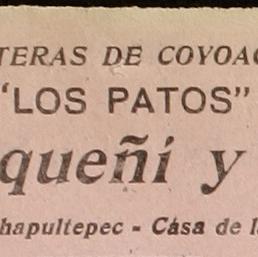 TERAS DE COYOAC
"LOS PATOS"
queñi y
hapultepec - Casa de l